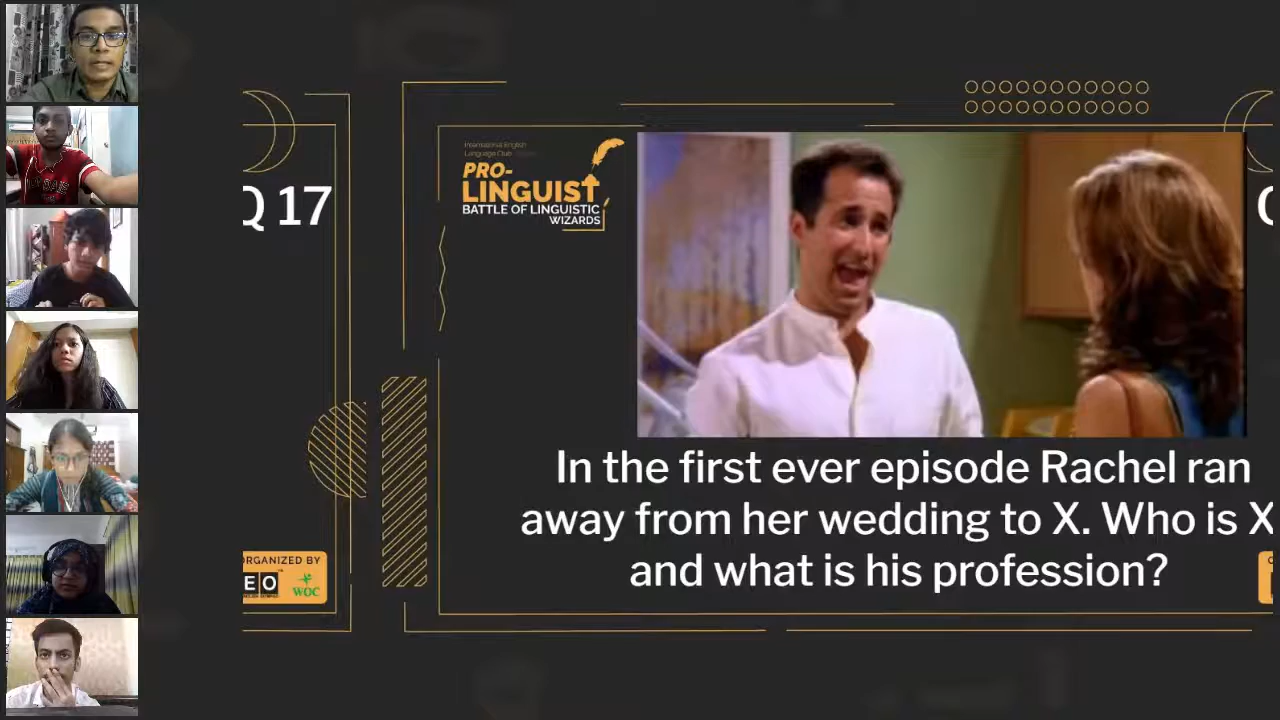 Q 17
International English
Language Club
PRO-
LINGUIST
BATTLE OF LINGUISTIC
WIZARDS
In the first ever episode Rachel ran
away from her wedding to X. Who is X
and what is his profession?
ORGANIZED BY
EO
WOC